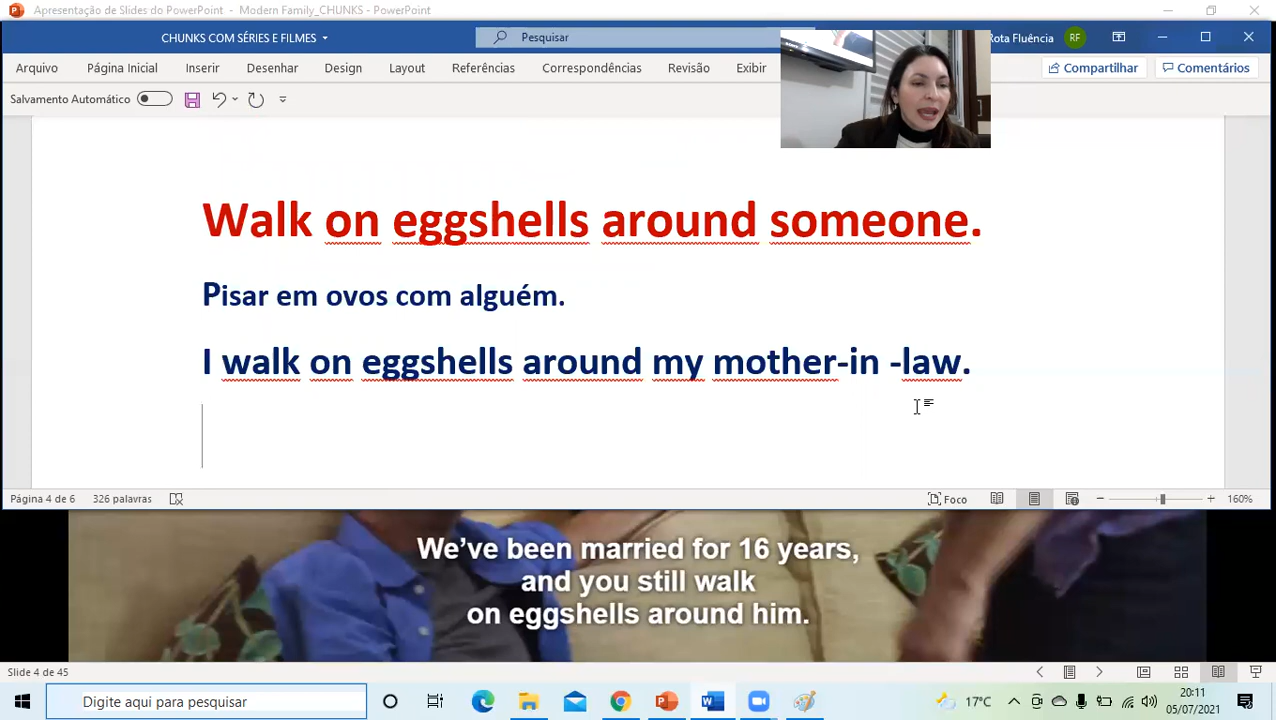 Apresentação de Slides do PowerPoint - Modern Family_CHUNKS - PowerPoint
CHUNKS COM SÉRIES E FILMES
Pesquisar
Rota Fluência
RF
Arquivo Página Inicial Inserir Desenhar Design Layout Referências Correspondências Revisão Exibir
Compartilhar
Comentários
Salvamento Automático
Walk on eggshells around someone.
Pisar em ovos com alguém.
I walk on eggshells around my mother-in -law.
Página 4 de 6 326 palavras
Foco
160%
We've been married for 16 years,
and you still walk
on eggshells around him.
Slide 4 de 45
Digite aqui para pesquisar
17°C
20:11
05/07/2021